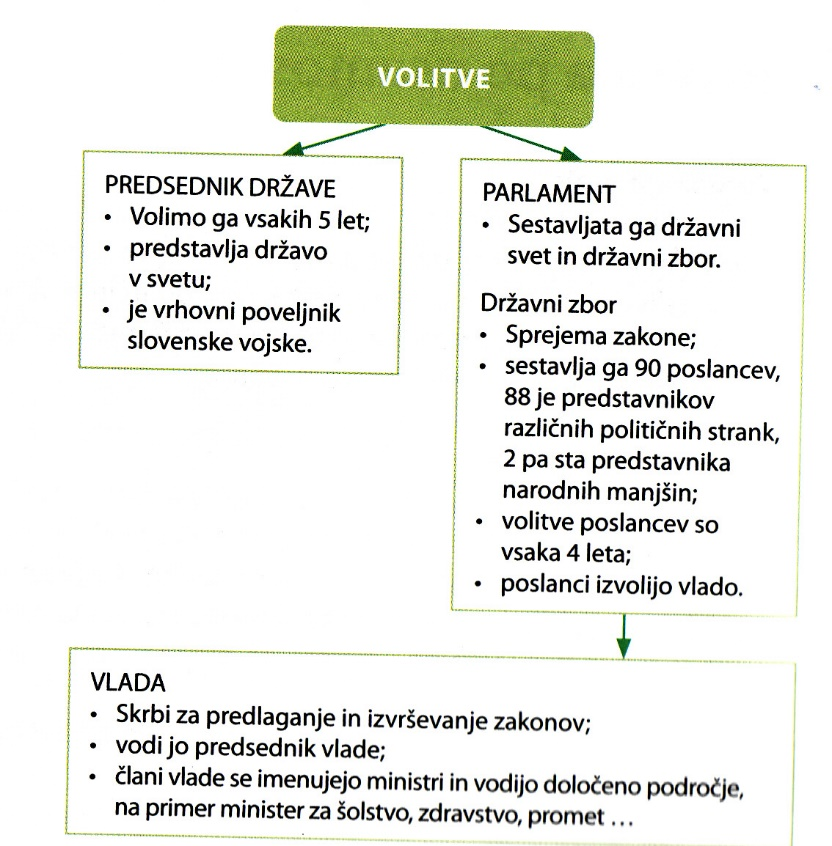 VOLITVE
PREDSEDNIK DRŽAVE
• Volimo ga vsakih 5 let;
• predstavlja državo
v svetu;
• je vrhovni poveljnik
slovenske vojske.
PARLAMENT
• Sestavljata ga državni
svet in državni zbor.
Državni zbor
• Sprejema zakone;
• sestavlja ga 90 poslancev,
88 je predstavnikov
različnih političnih strank,
2 pa sta predstavnika
narodnih manjšin;
• volitve poslancev so
vsaka 4 leta;
• poslanci izvolijo vlado.
VLADA
• Skrbi za predlaganje in izvrševanje zakonov;
• vodi jo predsednik vlade;
• člani vlade se imenujejo ministri in vodijo določeno področje,
na primer minister za šolstvo, zdravstvo, promet …